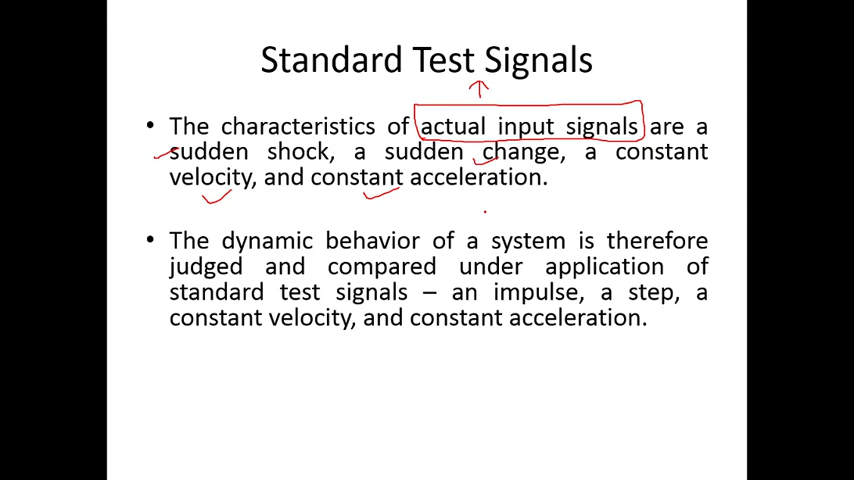 Standard Test Signals
• The characteristics of actual input signals are a
sudden shock, a sudden change, a constant
velocity, and constant acceleration.
• The dynamic behavior of a system is therefore
judged and compared under application of
standard test signals – an impulse, a step, a
constant velocity, and constant acceleration.